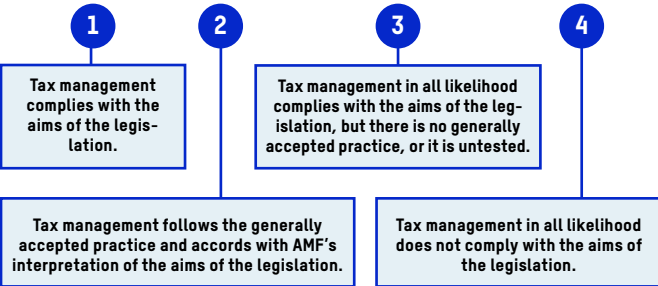 1
2
3
4
Tax management
complies with the
aims of the legis-
lation.
Tax management in all likelihood
complies with the aims of the leg-
islation, but there is no generally
accepted practice, or it is untested.
Tax management follows the generally
accepted practice and accords with AMF's
interpretation of the aims of the legislation.
Tax management in all likelihood
does not comply with the aims of
the legislation.